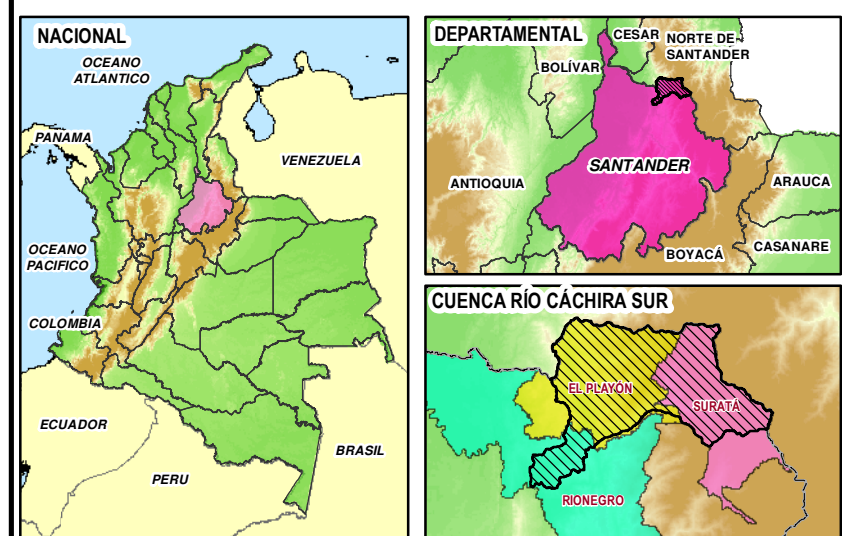 NACIONAL
OCEANO
ATLANTICO
PANAMA
VENEZUELA
OCEANO
PACIFICO
COLOMBIA
ECUADOR
BRASIL
PERU
DEPARTAMENTAL
CESAR
NORTE DE
SANTANDER
BOLÍVAR
SANTANDER
ANTIOQUIA
ARAUCA
BOYACÁ
CASANARE
CUENCA RÍO CÁCHIRA SUR
EL PLAYÓN
SURATÁ
RIONEGRO